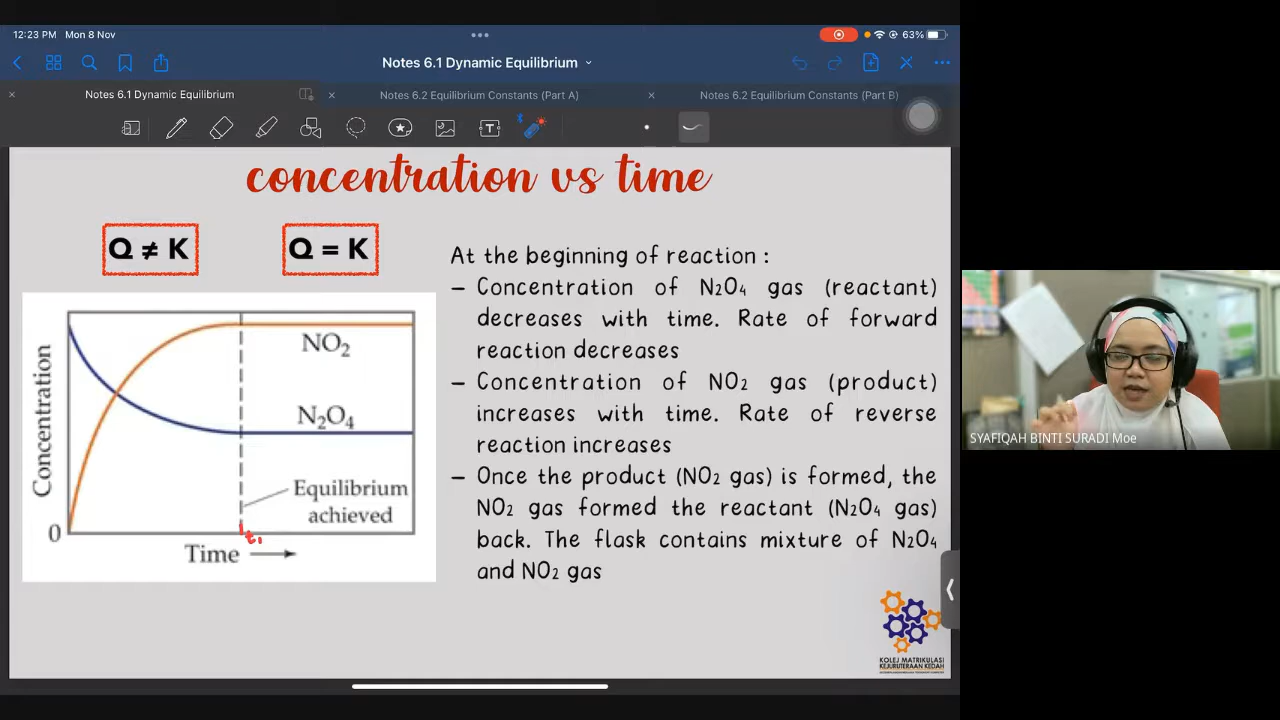 12:23 PM Mon 8 Nov
63%
Notes 6.1 Dynamic Equilibrium
Notes 6.1 Dynamic Equilibrium
Notes 6.2 Equilibrium Constants (Part A)
Notes 6.2 Equilibrium Constants (Part B)
concentration vs time
Q ≠ K
Q = K
At the beginning of reaction :
– Concentration of N₂O₄ gas (reactant)
decreases with time. Rate of forward
reaction decreases
– Concentration of NO₂ gas (product)
increases with time. Rate of reverse
reaction increases
– Once the product (NO₂ gas) is formed, the
NO₂ gas formed the reactant (N₂O₄ gas)
back. The flask contains mixture of N₂O₄
and NO₂ gas
Concentration
NO₂
N₂O₄
Equilibrium
achieved
0
t₁
Time
SYAFIQAH BINTI SURADI Moe
KOLEJ MATRIKULASI
KEJURUTERAAN KEDAH